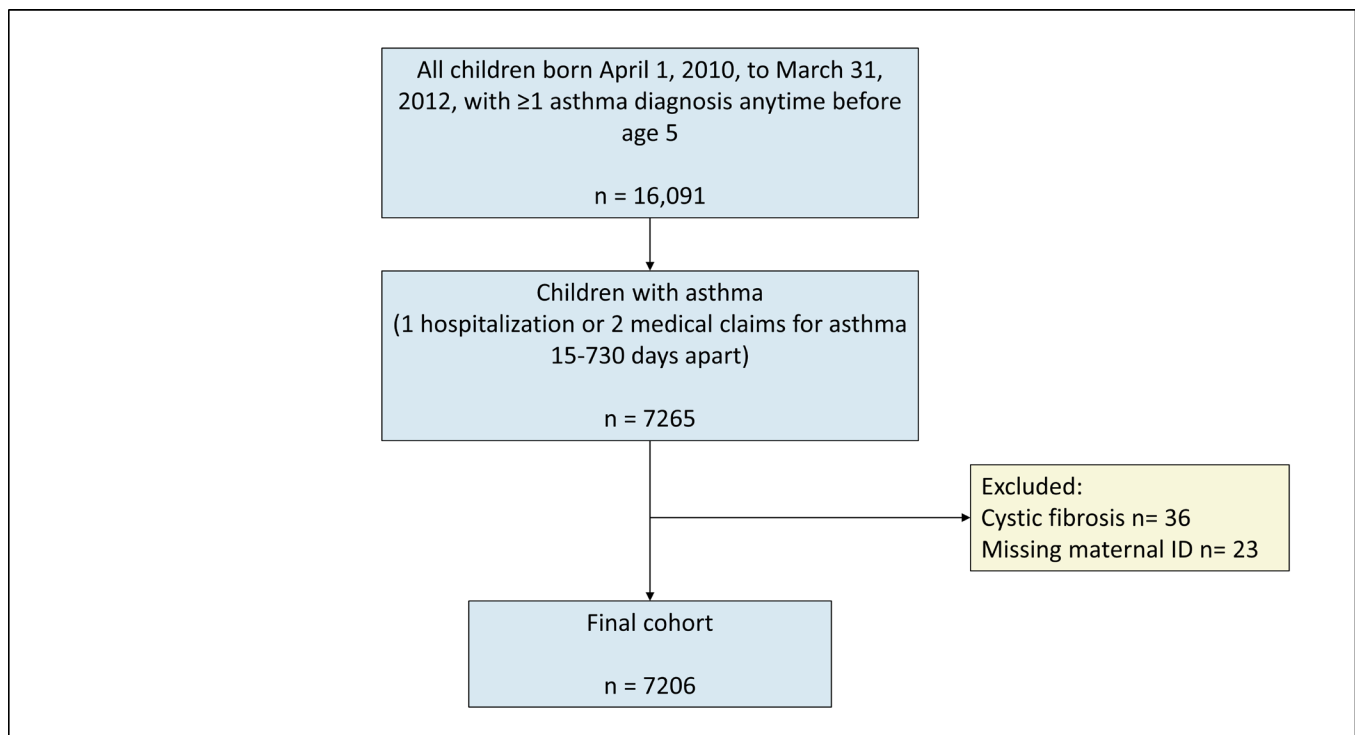 All children born April 1, 2010, to March 31,
2012, with ≥1 asthma diagnosis anytime before
age 5
n = 16,091
Children with asthma
(1 hospitalization or 2 medical claims for asthma
15-730 days apart)
n = 7265
Excluded:
Cystic fibrosis n= 36
Missing maternal ID n= 23
Final cohort
n = 7206